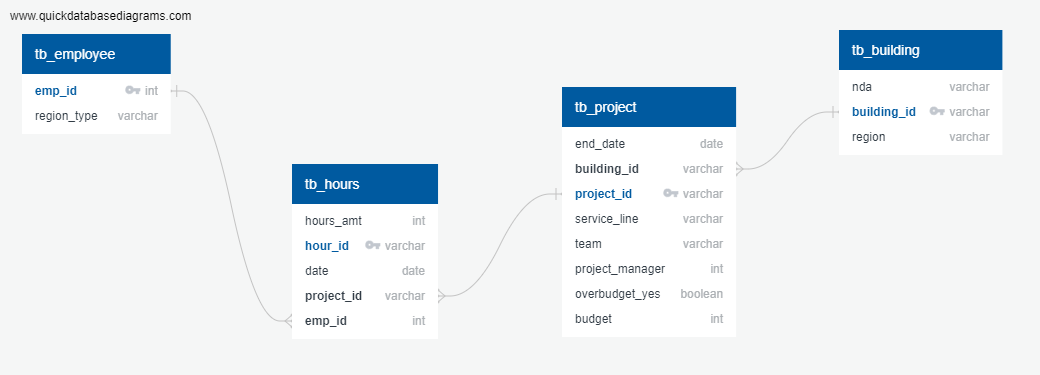 www.quickdatabasediagrams.com
tb_employee
emp_id int
region_type varchar
tb_hours
hours_amt int
hour_id varchar
date date
project_id varchar
emp_id int
tb_project
end_date date
building_id varchar
project_id varchar
service_line varchar
team varchar
project_manager int
overbudget_yes boolean
budget int
tb_building
nda varchar
building_id varchar
region varchar